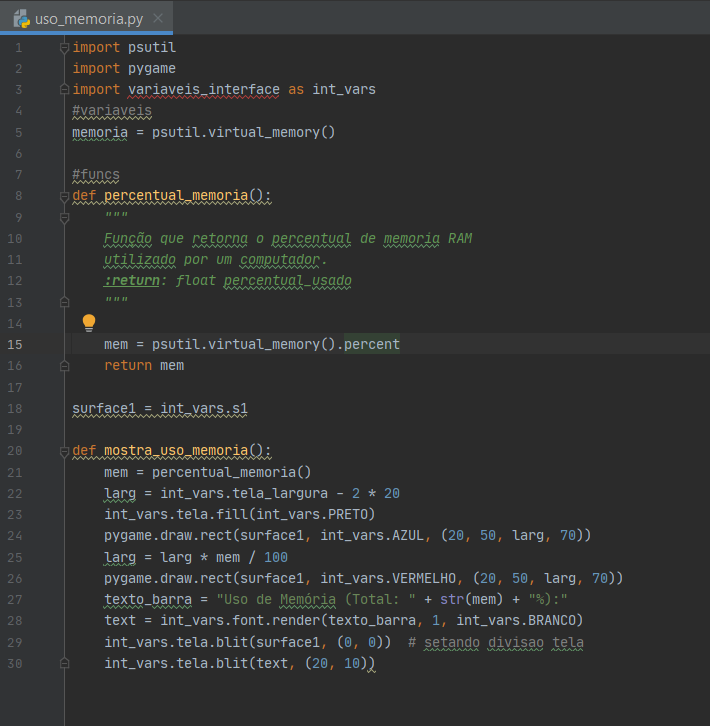 uso_memoria.py
1 import psutil
2 import pygame
3 import variaveis_interface as int_vars
4 #variaveis
5 memoria = psutil.virtual_memory()
6
7 #funcs
8 def percentual_memoria():
9 """
10 Função que retorna o percentual de memoria RAM
11 utilizado por um computador.
12 :return: float percentual_usado
13 """
14
15 mem = psutil.virtual_memory().percent
16 return mem
17
18 surface1 = int_vars.s1
19
20 def mostra_uso_memoria():
21 mem = percentual_memoria()
22 larg = int_vars.tela_largura - 2 * 20
23 int_vars.tela.fill(int_vars.PRETO)
24 pygame.draw.rect(surface1, int_vars.AZUL, (20, 50, larg, 70))
25 larg = larg * mem / 100
26 pygame.draw.rect(surface1, int_vars.VERMELHO, (20, 50, larg, 70))
27 texto_barra = "Uso de Memória (Total: " + str(mem) + "%):"
28 text = int_vars.font.render(texto_barra, 1, int_vars.BRANCO)
29 int_vars.tela.blit(surface1, (0, 0)) # setando divisao tela
30 int_vars.tela.blit(text, (20, 10))